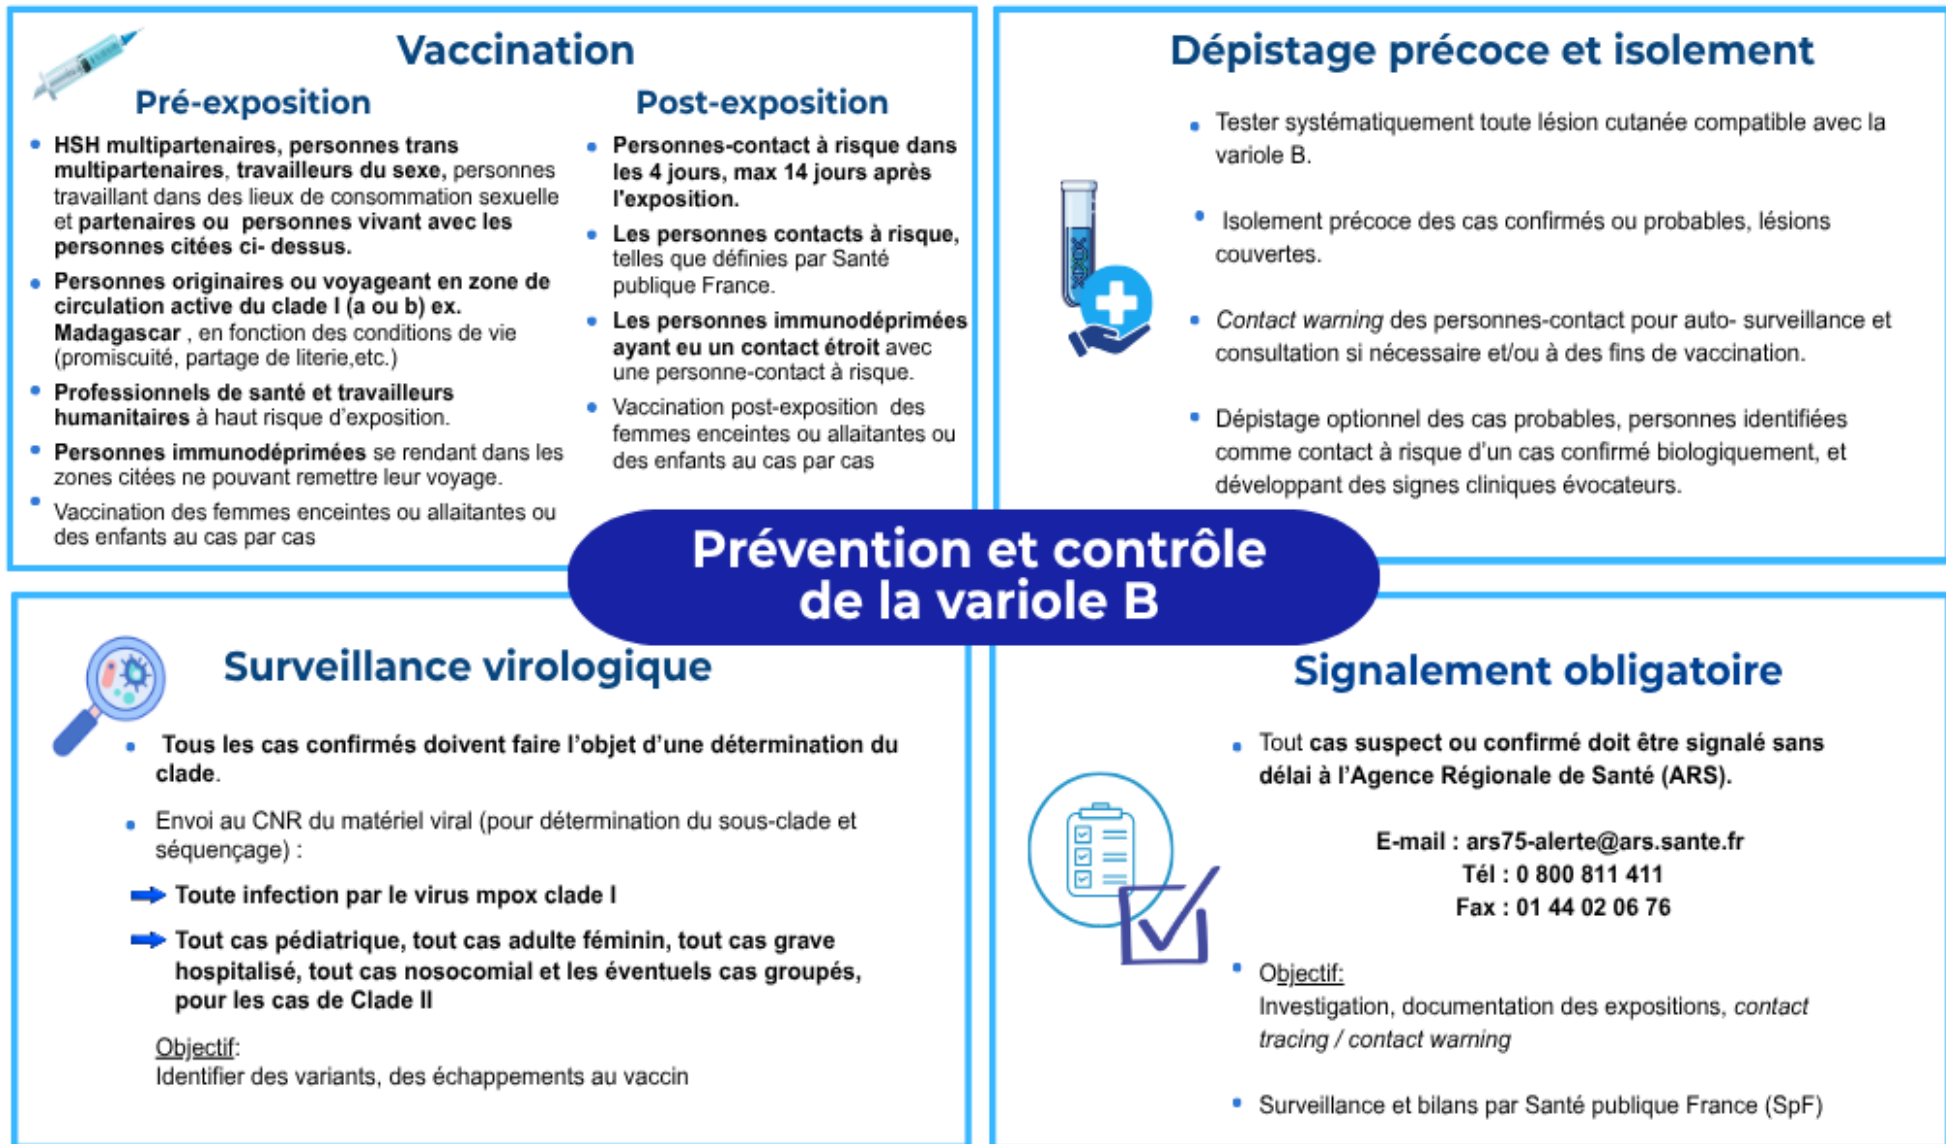 Vaccination
Pré-exposition
HSH multipartenaires, personnes trans
multipartenaires, travailleurs du sexe, personnes
travaillant dans des lieux de consommation sexuelle
et partenaires ou personnes vivant avec les
personnes citées ci- dessus.
Personnes originaires ou voyageant en zone de
circulation active du clade I (a ou b) ex.
Madagascar , en fonction des conditions de vie
(promiscuité, partage de literie,etc.)
Professionnels de santé et travailleurs
humanitaires à haut risque d'exposition.
Personnes immunodéprimées se rendant dans les
zones citées ne pouvant remettre leur voyage.
Vaccination des femmes enceintes ou allaitantes ou
des enfants au cas par cas
Post-exposition
Personnes-contact à risque dans
les 4 jours, max 14 jours après
l'exposition.
Les personnes contacts à risque,
telles que définies par Santé
publique France.
Les personnes immunodéprimées
ayant eu un contact étroit avec
une personne-contact à risque.
Vaccination post-exposition des
femmes enceintes ou allaitantes ou
des enfants au cas par cas
Dépistage précoce et isolement
Tester systématiquement toute lésion cutanée compatible avec la
variole B.
Isolement précoce des cas confirmés ou probables, lésions
couvertes.
Contact warning des personnes-contact pour auto- surveillance et
consultation si nécessaire et/ou à des fins de vaccination.
Dépistage optionnel des cas probables, personnes identifiées
comme contact à risque d'un cas confirmé biologiquement, et
développant des signes cliniques évocateurs.
Prévention et contrôle
de la variole B
Surveillance virologique
Tous les cas confirmés doivent faire l'objet d'une détermination du
clade.
Envoi au CNR du matériel viral (pour détermination du sous-clade et
séquençage) :
Toute infection par le virus mpox clade I
Tout cas pédiatrique, tout cas adulte féminin, tout cas grave
hospitalisé, tout cas nosocomial et les éventuels cas groupés,
pour les cas de Clade II
Objectif:
Identifier des variants, des échappements au vaccin
Signalement obligatoire
Tout cas suspect ou confirmé doit être signalé sans
délai à l'Agence Régionale de Santé (ARS).
E-mail : ars75-alerte@ars.sante.fr
Tél : 0 800 811 411
Fax : 01 44 02 06 76
Objectif:
Investigation, documentation des expositions, contact
tracing / contact warning
Surveillance et bilans par Santé publique France (SpF)